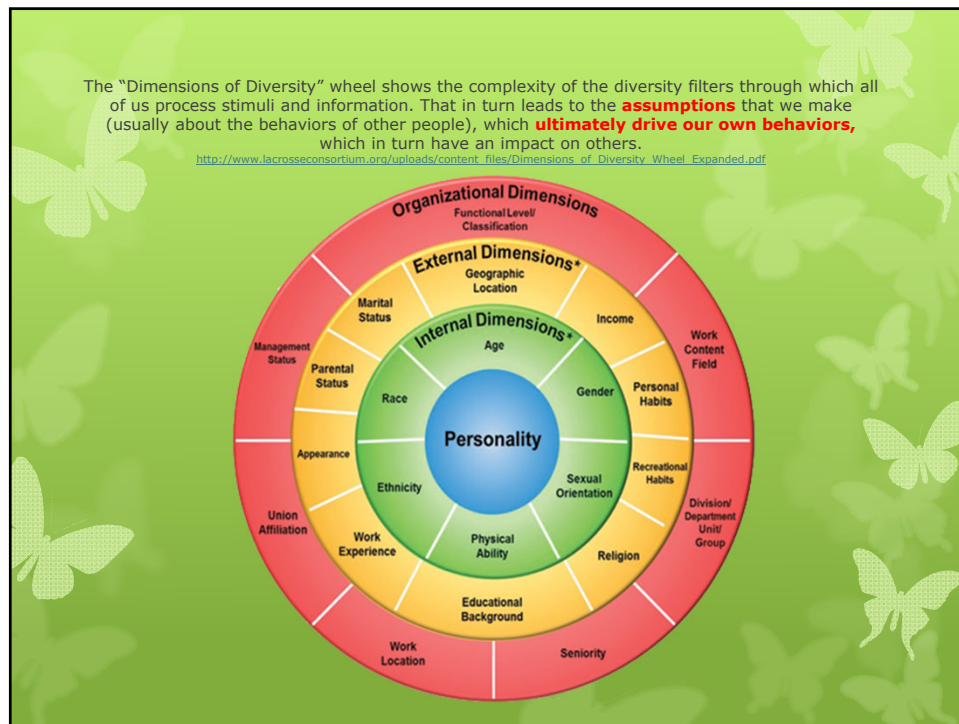 The “Dimensions of Diversity” wheel shows the complexity of the diversity filters through which all
of us process stimuli and information. That in turn leads to the assumptions that we make
(usually about the behaviors of other people), which ultimately drive our own behaviors,
which in turn have an impact on others.
http://www.lacrosseconsortium.org/uploads/content_files/Dimensions_of_Diversity_Wheel_Expanded.pdf
Organizational Dimensions
Functional Level/
Classification
External Dimensions*
Geographic
Location
Marital
Status
Income
Internal Dimensions*
Age
Management
Status
Work
Content
Field
Parental
Status
Personal
Habits
Race
Gender
Personality
Appearance
Recreational
Habits
Ethnicity
Sexual
Orientation
Union
Affiliation
Division/
Department
Unit/
Group
Work
Experience
Physical
Ability
Religion
Educational
Background
Work
Location
Seniority